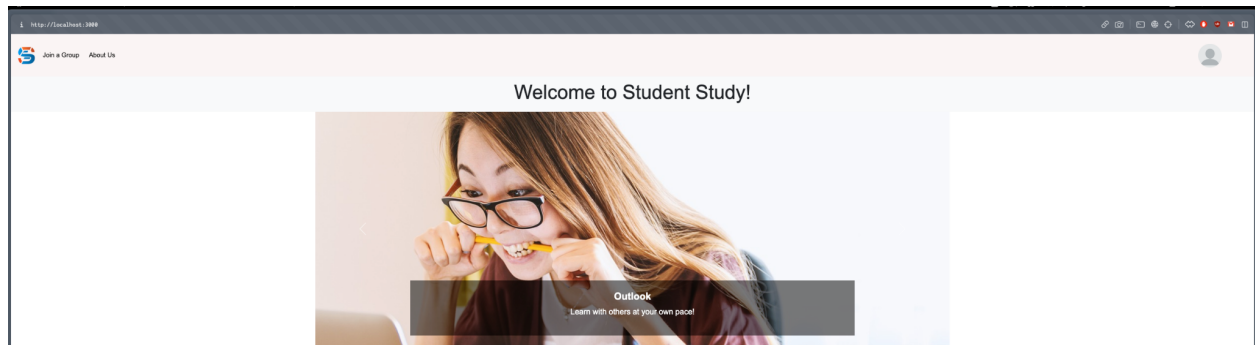 http://localhost:3000
Join a Group About Us
Welcome to Student Study!
Outlook
Learn with others at your own pace!